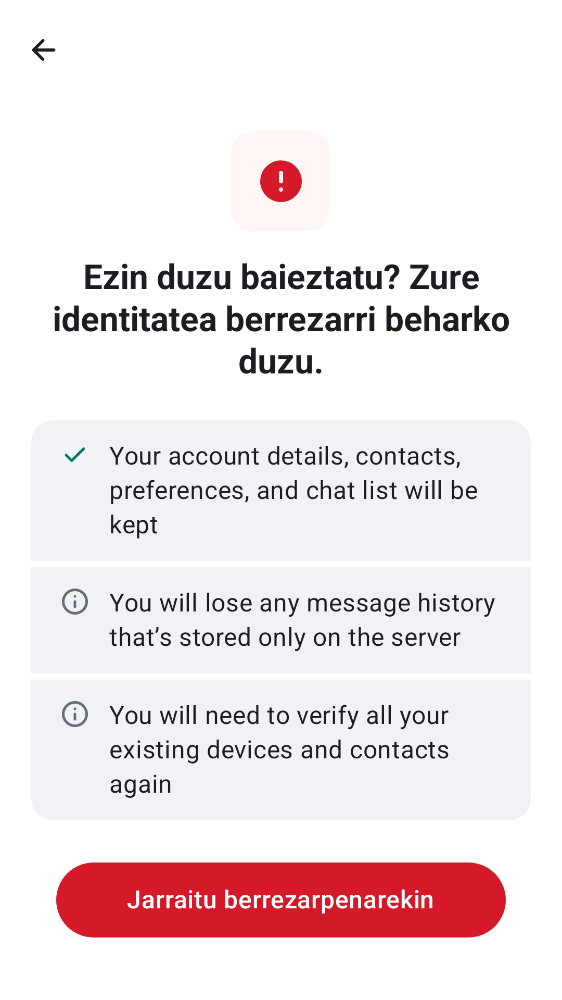 Ezin duzu baieztatu? Zure
identitatea berrezarri beharko
duzu.
Your account details, contacts,
preferences, and chat list will be
kept
You will lose any message history
that’s stored only on the server
You will need to verify all your
existing devices and contacts
again
Jarraitu berrezarpenarekin